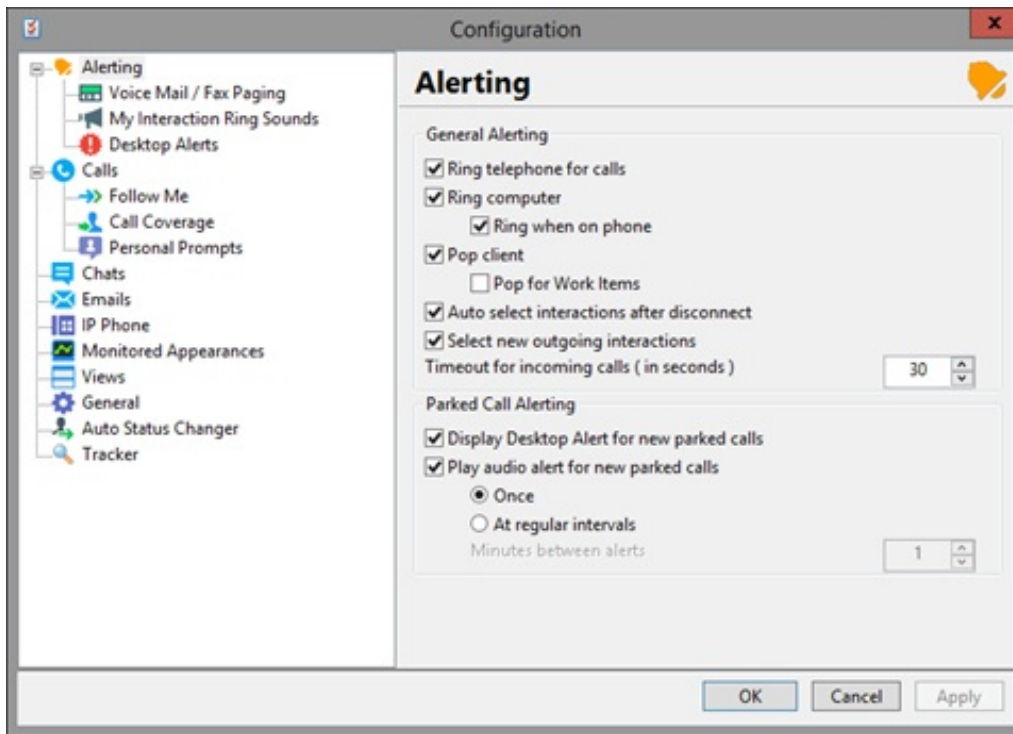 Configuration
Alerting
Voice Mail / Fax Paging
My Interaction Ring Sounds
Desktop Alerts
Calls
Follow Me
Call Coverage
Personal Prompts
Chats
Emails
IP Phone
Monitored Appearances
Views
General
Auto Status Changer
Tracker
Alerting
General Alerting
Ring telephone for calls
Ring computer
Ring when on phone
Pop client
Pop for Work Items
Auto select interactions after disconnect
Select new outgoing interactions
Timeout for incoming calls ( in seconds ) 30
Parked Call Alerting
Display Desktop Alert for new parked calls
Play audio alert for new parked calls
Once
At regular intervals
Minutes between alerts 1
OK Cancel Apply